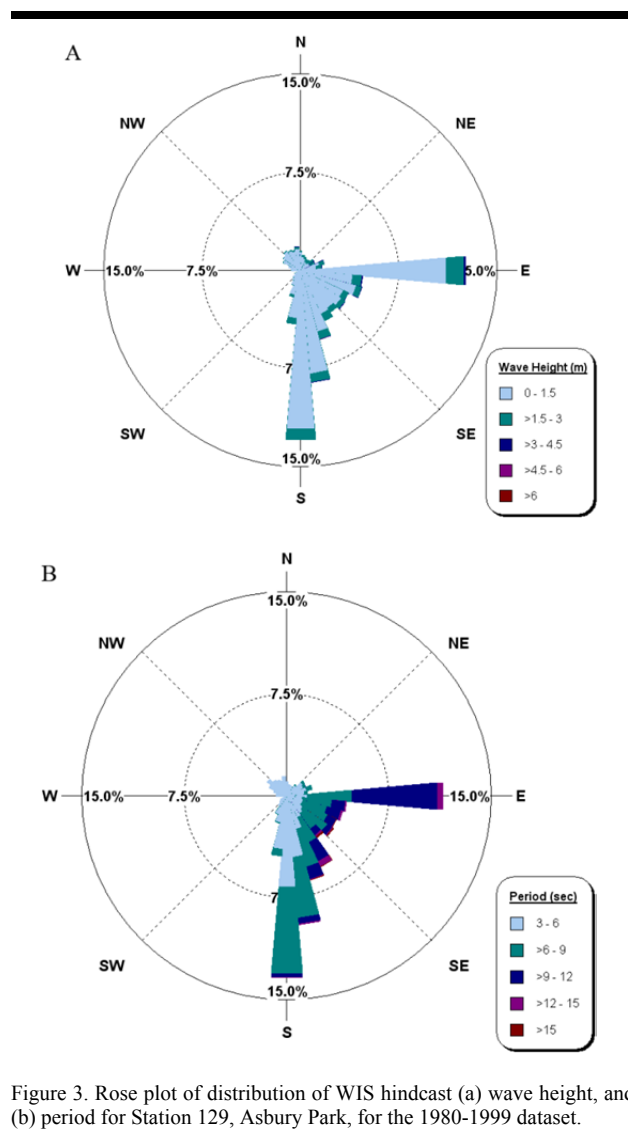 A
N
15.0%
NW
NE
7.5%
W
15.0%
7.5%
5.0%
E
7
SW
SE
15.0%
S
Wave Height (m)
0 - 1.5
>1.5 - 3
>3 - 4.5
>4.5 - 6
>6
B
N
15.0%
NW
NE
7.5%
W
15.0%
7.5%
15.0%
E
7
SW
SE
15.0%
S
Period (sec)
3 - 6
>6 - 9
>9 - 12
>12 - 15
>15
Figure 3. Rose plot of distribution of WIS hindcast (a) wave height, and
(b) period for Station 129, Asbury Park, for the 1980-1999 dataset.